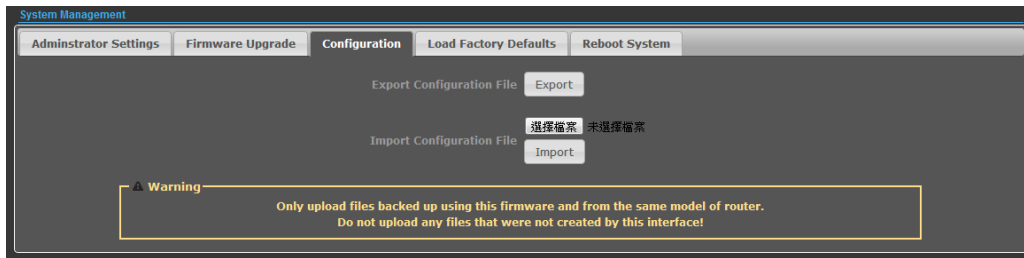 System Management
Adminstrator Settings Firmware Upgrade Configuration Load Factory Defaults Reboot System
Export Configuration File Export
選擇檔案 未選擇檔案
Import Configuration File
Import
Warning
Only upload files backed up using this firmware and from the same model of router.
Do not upload any files that were not created by this interface!